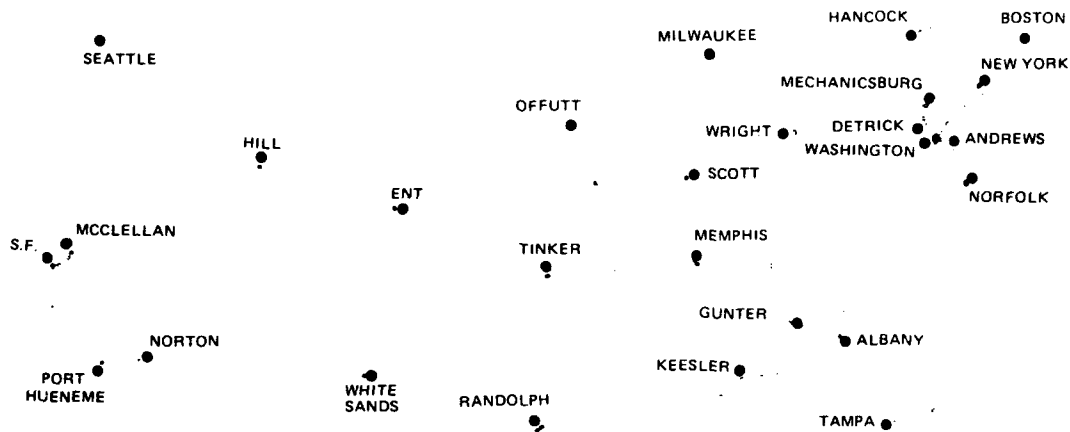 HANCOCK
BOSTON
SEATTLE
MILWAUKEE
NEW YORK
MECHANICSBURG
OFFUTT
WRIGHT
DETRICK
WASHINGTON
ANDREWS
HILL
SCOTT
ENT
NORFOLK
S.F.
MCCLELLAN
TINKER
MEMPHIS
GUNTER
NORTON
ALBANY
PORT
HUENEME
WHITE
SANDS
KEESLER
RANDOLPH
TAMPA